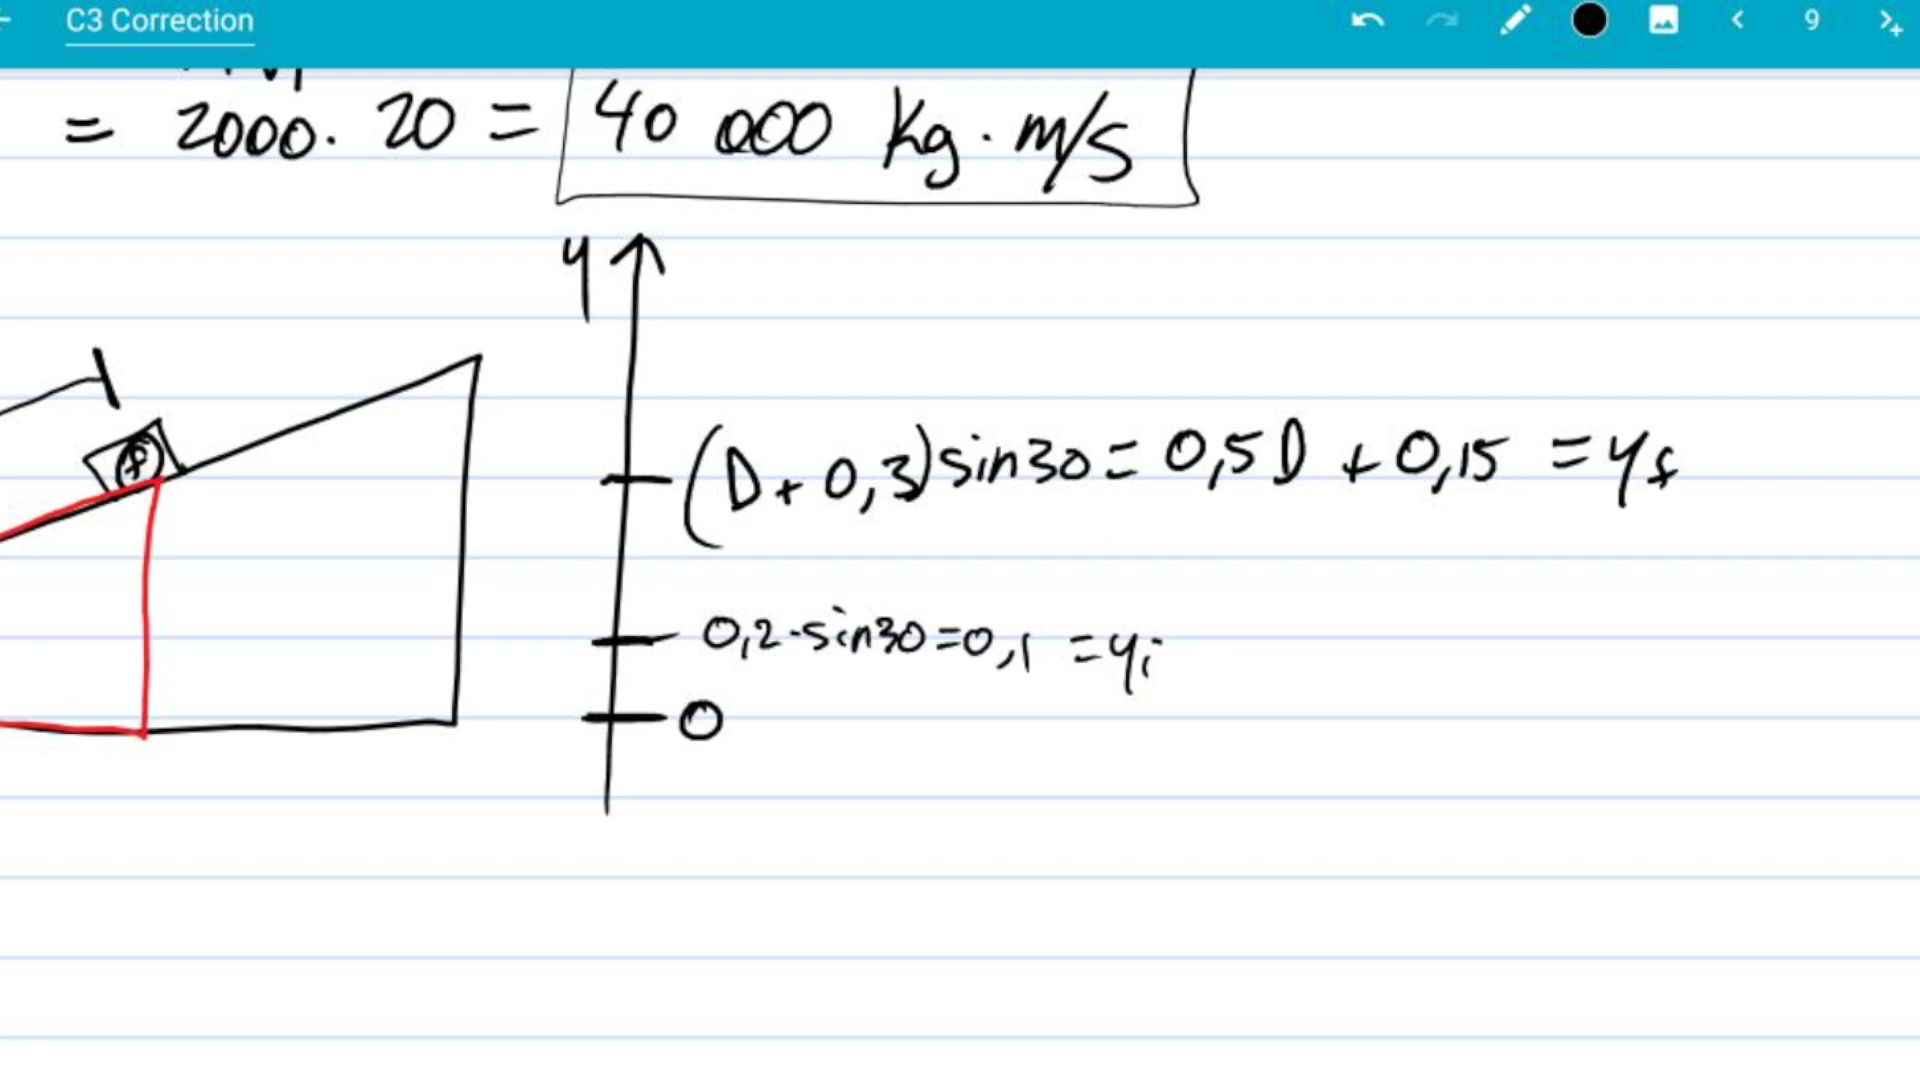 C3 Correction
9
= 2000 · 20 = 40 000 Kg · m/s
y
(D + 0,3) sin30 = 0,5D + 0,15 = yf
0,2 · sin30 = 0,1 = yi
0